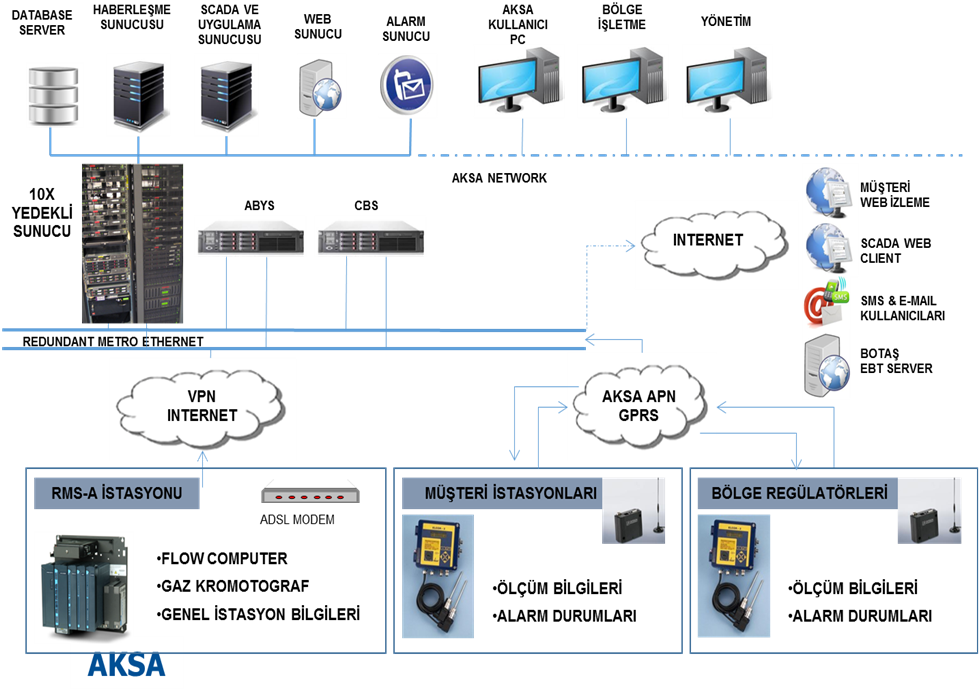 DATABASE
SERVER
HABERLEŞME
SUNUCUSU
SCADA VE
UYGULAMA
SUNUCUSU
WEB
SUNUCU
ALARM
SUNUCU
AKSA
KULLANICI
PC
BÖLGE
İŞLETME
YÖNETİM
AKSA NETWORK
10X
YEDEKLİ
SUNUCU
ABYS
CBS
INTERNET
MÜŞTERİ
WEB İZLEME
SCADA WEB
CLIENT
SMS
SMS & E-MAIL
KULLANICILARI
BOTAŞ
EBT SERVER
REDUNDANT METRO ETHERNET
VPN
INTERNET
AKSA APN
GPRS
RMS-A İSTASYONU
ADSL MODEM
•FLOW COMPUTER
•GAZ KROMOTOGRAF
•GENEL İSTASYON BİLGİLERİ
MÜŞTERİ İSTASYONLARI
•ÖLÇÜM BİLGİLERİ
•ALARM DURUMLARI
BÖLGE REGÜLATÖRLERİ
•ÖLÇÜM BİLGİLERİ
•ALARM DURUMLARI
AKSA